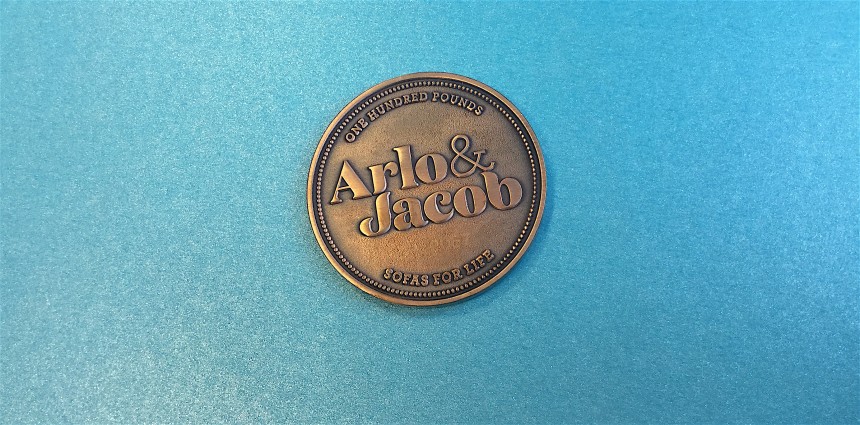 ONE HUNDRED POUNDS
Arlo &
Jacob
SOFAS FOR LIFE